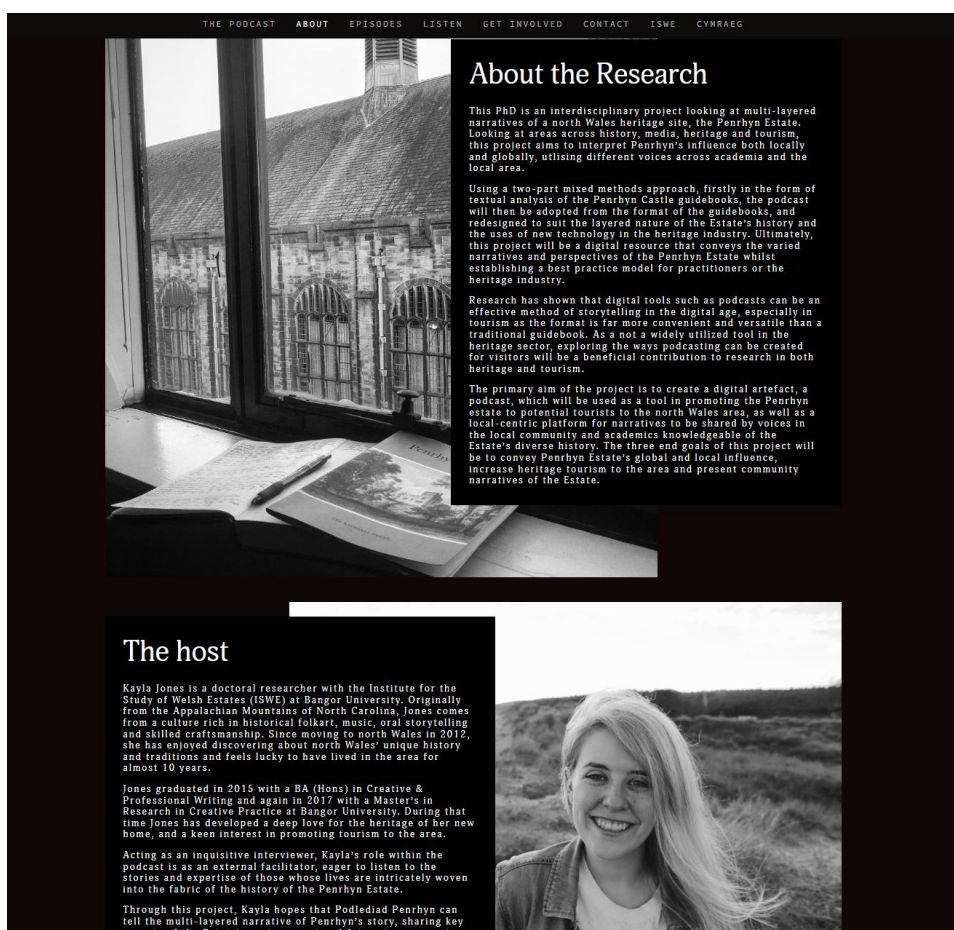 THE PODCAST ABOUT EPISODES LISTEN GET INVOLVED CONTACT ISWE CYMRAEG
About the Research
This PhD is an interdisciplinary project looking at multi-layered
narratives of a north Wales heritage site, the Penrhyn Estate.
Looking at areas across history, media, heritage and tourism,
this project aims to interpret Penrhyn's influence both locally
and globally, utlising different voices across academia and the
local area.
Using a two-part mixed methods approach, firstly in the form of
textual analysis of the Penrhyn Castle guidebooks, the podcast
will then be adopted from the format of the guidebooks, and
redesigned to suit the layered nature of the Estate's history and
the uses of new technology in the heritage industry. Ultimately,
this project will be a digital resource that conveys the varied
narratives and perspectives of the Penrhyn Estate whilst
establishing a best practice model for practitioners or the
heritage industry.
Research has shown that digital tools such as podcasts can be an
effective method of storytelling in the digital age, especially in
tourism as the format is far more convenient and versatile than a
traditional guidebook. As a not a widely utilized tool in the
heritage sector, exploring the ways podcasting can be created
for visitors will be a beneficial contribution to research in both
heritage and tourism.
The primary aim of the project is to create a digital artefact, a
podcast, which will be used as a tool in promoting the Penrhyn
estate to potential tourists to the north Wales area, as well as a
local-centric platform for narratives to be shared by voices in
the local community and academics knowledgeable of the
Estate's diverse history. The three end goals of this project will
be to convey Penrhyn Estate's global and local influence,
increase heritage tourism to the area and present community
narratives of the Estate.
Penrhy
The host
Kayla Jones is a doctoral researcher with the Institute for the
Study of Welsh Estates (ISWE) at Bangor University. Originally
from the Appalachian Mountains of North Carolina, Jones comes
from a culture rich in historical folkart, music, oral storytelling
and skilled craftsmanship. Since moving to north Wales in 2012,
she has enjoyed discovering about north Wales' unique history
and traditions and feels lucky to have lived in the area for
almost 10 years.
Jones graduated in 2015 with a BA (Hons) in Creative &
Professional Writing and again in 2017 with a Master's in
Research in Creative Practice at Bangor University. During that
time Jones has developed a deep love for the heritage of her new
home, and a keen interest in promoting tourism to the area.
Acting as an inquisitive interviewer, Kayla's role within the
podcast is as an external facilitator, eager to listen to the
stories and expertise of those whose lives are intricately woven
into the fabric of the history of the Penrhyn Estate.
Through this project, Kayla hopes that Podlediad Penrhyn can
tell the multi-layered narrative of Penrhyn's story, sharing key